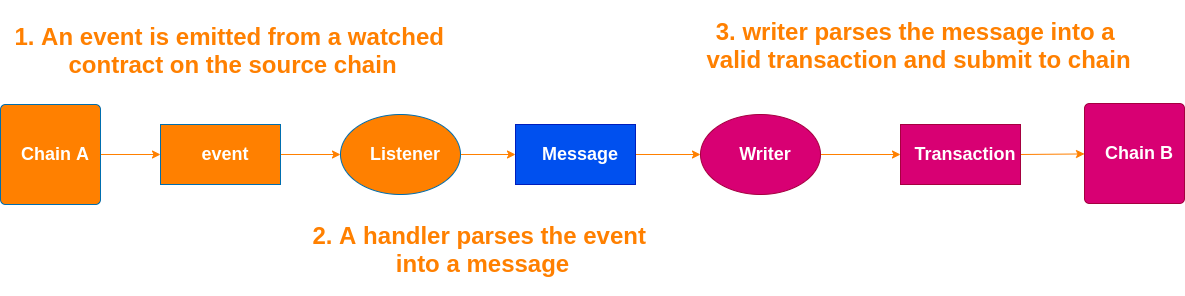 1. An event is emitted from a watched
contract on the source chain
3. writer parses the message into a
valid transaction and submit to chain
Chain A
event
Listener
Message
Writer
Transaction
Chain B
2. A handler parses the event
into a message